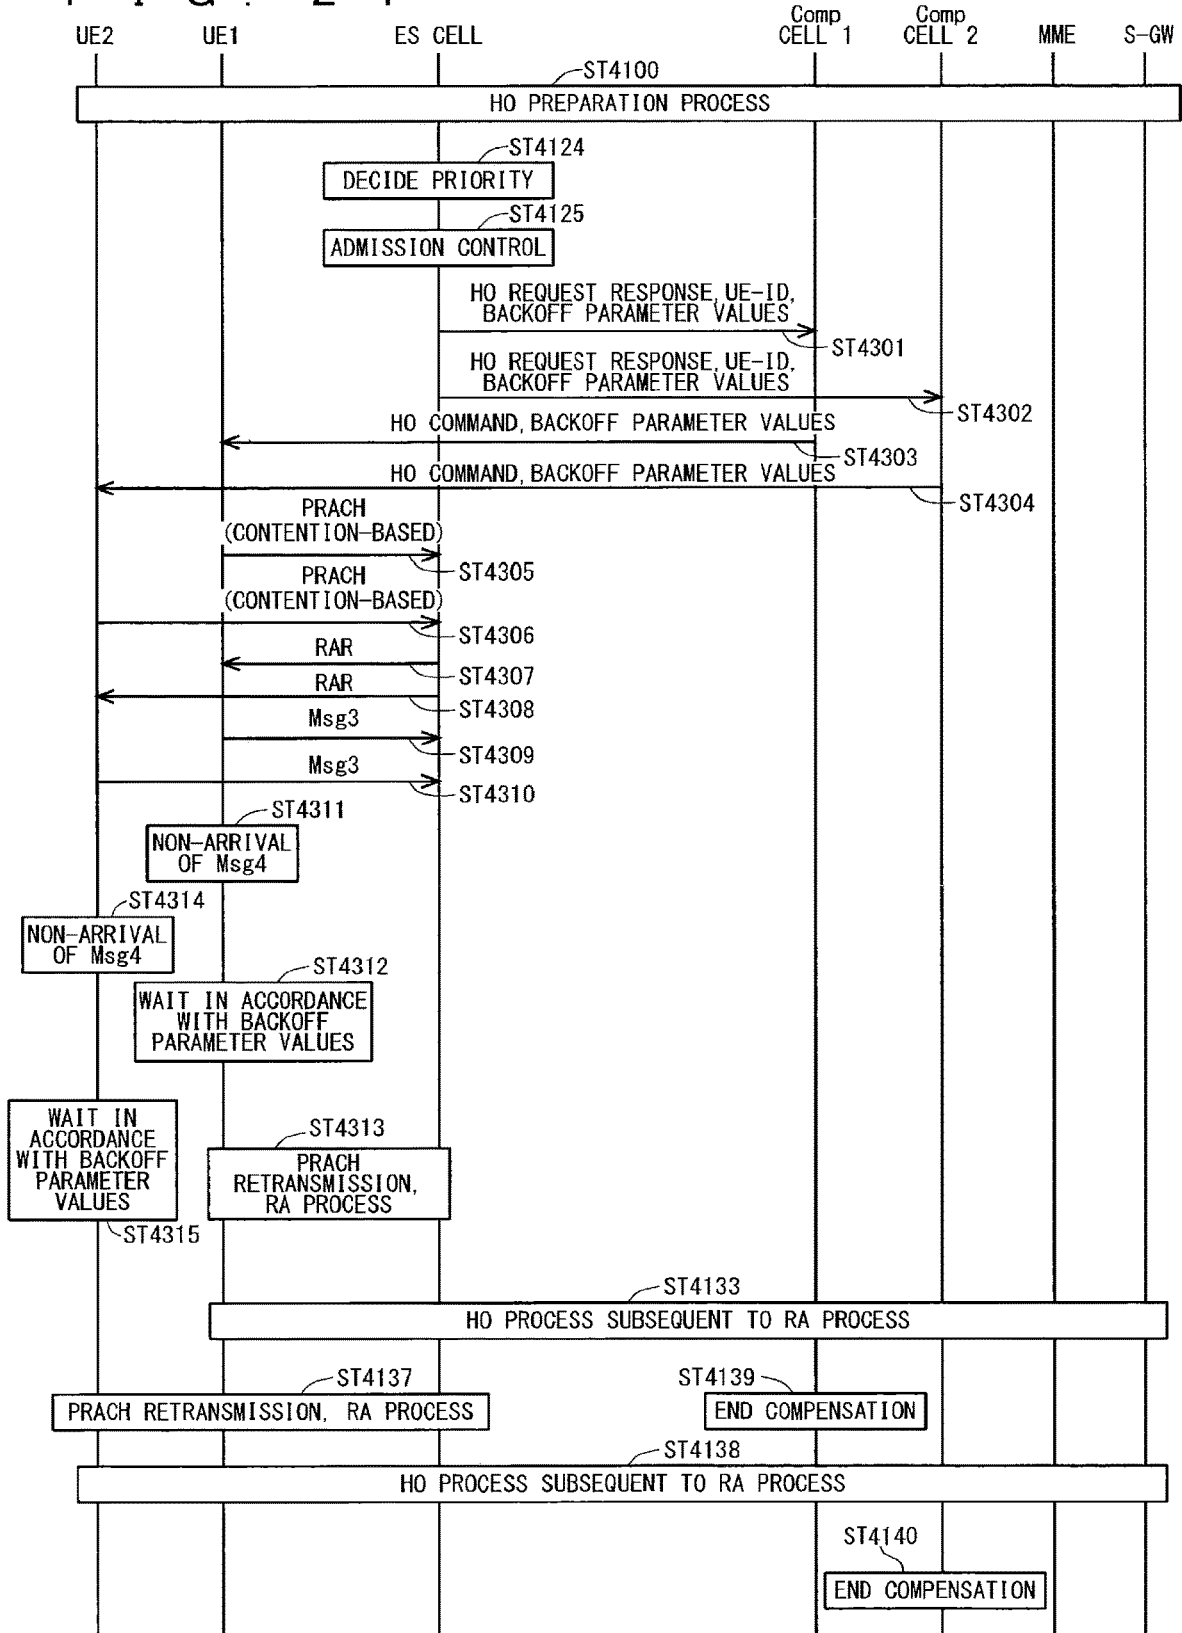 UE2 UE1 ES CELL Comp CELL 1 Comp CELL 2 MME S-GW
ST4100
HO PREPARATION PROCESS
ST4124
DECIDE PRIORITY
ST4125
ADMISSION CONTROL
HO REQUEST RESPONSE, UE-ID,
BACKOFF PARAMETER VALUES
ST4301
HO REQUEST RESPONSE, UE-ID,
BACKOFF PARAMETER VALUES
ST4302
HO COMMAND, BACKOFF PARAMETER VALUES
ST4303
HO COMMAND, BACKOFF PARAMETER VALUES
ST4304
PRACH
(CONTENTION-BASED)
ST4305
PRACH
(CONTENTION-BASED)
ST4306
RAR
ST4307
RAR
ST4308
Msg3
ST4309
Msg3
ST4310
ST4311
NON-ARRIVAL
OF Msg4
ST4314
NON-ARRIVAL
OF Msg4
ST4312
WAIT IN ACCORDANCE
WITH BACKOFF
PARAMETER VALUES
WAIT IN
ACCORDANCE
WITH BACKOFF
PARAMETER
VALUES
ST4315
ST4313
PRACH
RETRANSMISSION,
RA PROCESS
ST4133
HO PROCESS SUBSEQUENT TO RA PROCESS
ST4137
PRACH RETRANSMISSION, RA PROCESS
ST4139
END COMPENSATION
ST4138
HO PROCESS SUBSEQUENT TO RA PROCESS
ST4140
END COMPENSATION